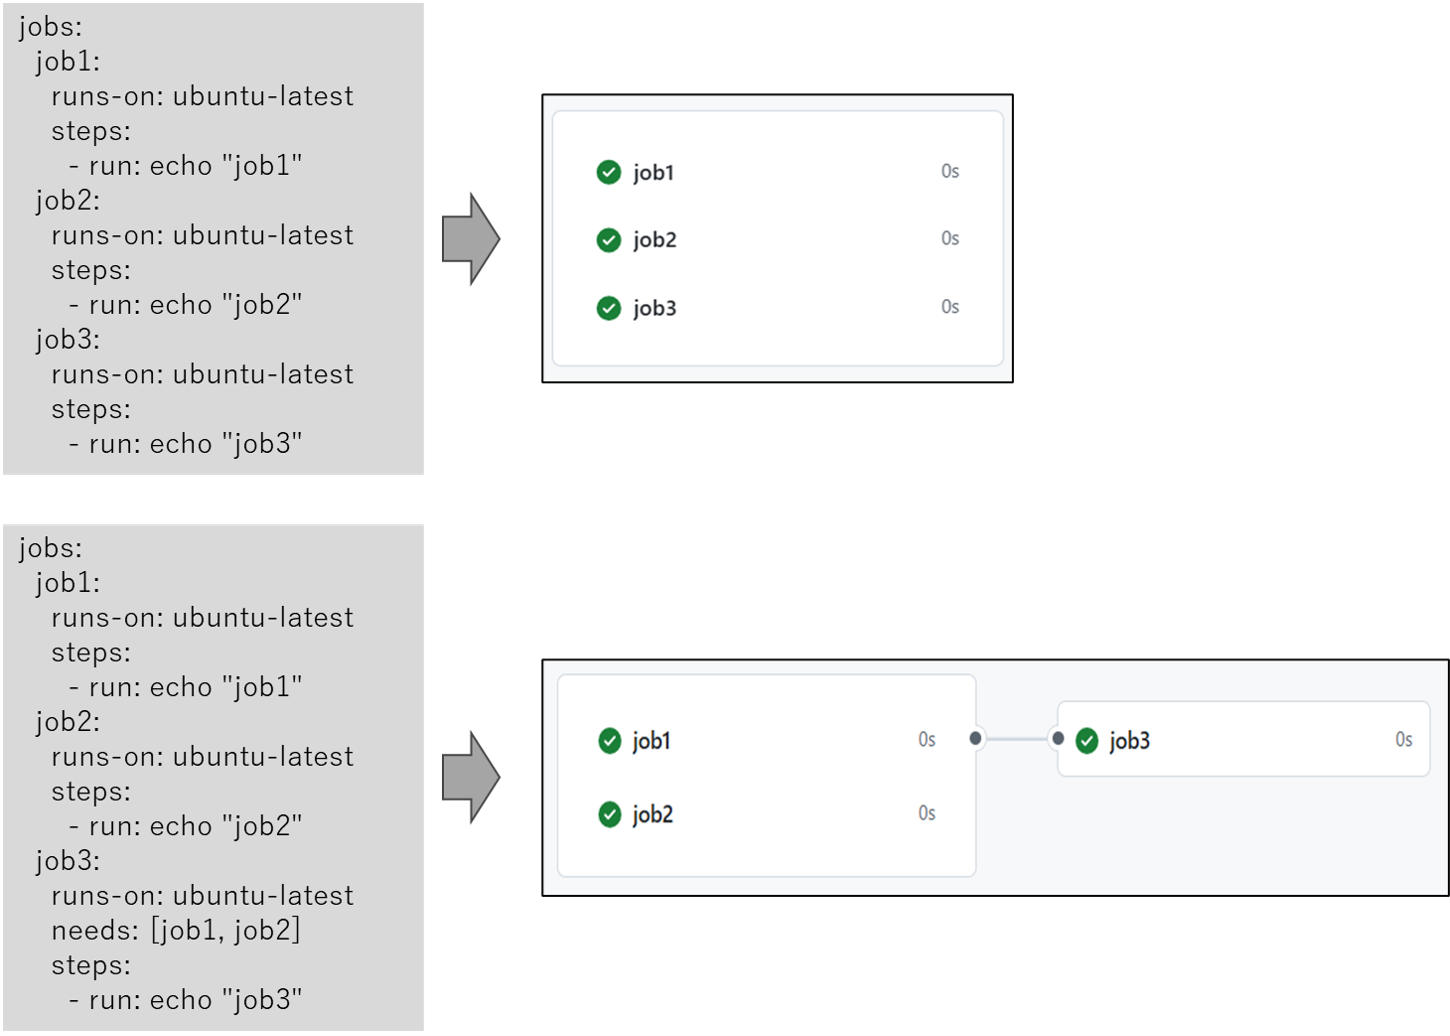 jobs:
job1:
runs-on: ubuntu-latest
steps:
- run: echo "job1"
job2:
runs-on: ubuntu-latest
steps:
- run: echo "job2"
job3:
runs-on: ubuntu-latest
steps:
- run: echo "job3"
job1 0s
job2 0s
job3 0s
jobs:
job1:
runs-on: ubuntu-latest
steps:
- run: echo "job1"
job2:
runs-on: ubuntu-latest
steps:
- run: echo "job2"
job3:
runs-on: ubuntu-latest
needs: [job1, job2]
steps:
- run: echo "job3"
job1 0s
job2 0s
job3 0s